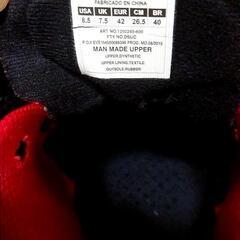 FABRICADO EN CHINA
USA UK EUR CM BR
8.5 7.5 42 26.5 40
MAN MADE UPPER
UPPER:SYNTHETIC
UPPER LINING:TEXTILE
OUTSOLE:RUBBER